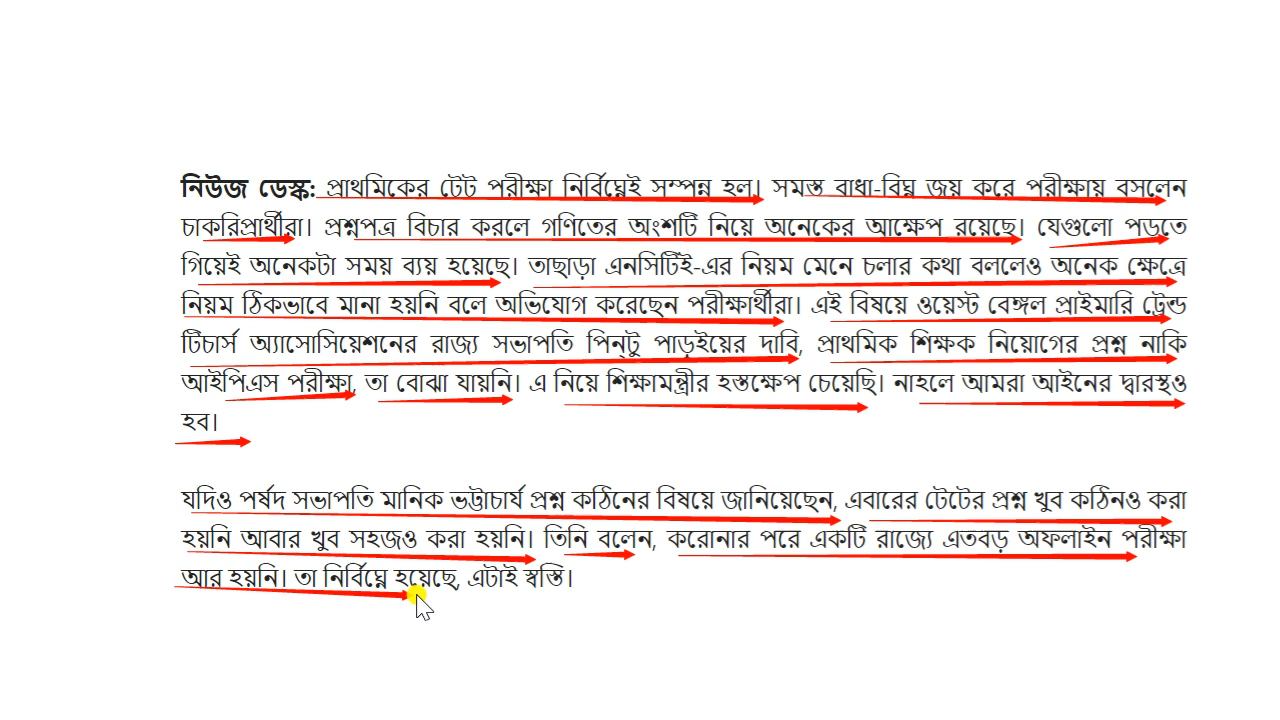 নিউজ ডেস্ক: প্রাথমিকের টেট পরীক্ষা নির্বিঘ্নেই সম্পন্ন হল। সমস্ত বাধা-বিঘ্ন জয় করে পরীক্ষায় বসলেন
চাকরিপ্রার্থীরা। প্রশ্নপত্র বিচার করলে গণিতের অংশটি নিয়ে অনেকের আক্ষেপ রয়েছে। যেগুলো পড়তে
গিয়েই অনেকটা সময় ব্যয় হয়েছে। তাছাড়া এনসিটিই-এর নিয়ম মেনে চলার কথা বললেও অনেক ক্ষেত্রে
নিয়ম ঠিকভাবে মানা হয়নি বলে অভিযোগ করেছেন পরীক্ষার্থীরা। এই বিষয়ে ওয়েস্ট বেঙ্গল প্রাইমারি ট্রেন্ড
টিচার্স অ্যাসোসিয়েশনের রাজ্য সভাপতি পিন্টু পাড়ুইয়ের দাবি, প্রাথমিক শিক্ষক নিয়োগের প্রশ্ন নাকি
আইপিএস পরীক্ষা, তা বোঝা যায়নি। এ নিয়ে শিক্ষামন্ত্রীর হস্তক্ষেপ চেয়েছি। নাহলে আমরা আইনের দ্বারস্থও
হব।
যদিও পর্ষদ সভাপতি মানিক ভট্টাচার্য প্রশ্ন কঠিনের বিষয়ে জানিয়েছেন, এবারের টেটের প্রশ্ন খুব কঠিনও করা
হয়নি আবার খুব সহজও করা হয়নি। তিনি বলেন, করোনার পরে একটি রাজ্যে এতবড় অফলাইন পরীক্ষা
আর হয়নি। তা নির্বিঘ্নে হয়েছে, এটাই স্বস্তি।